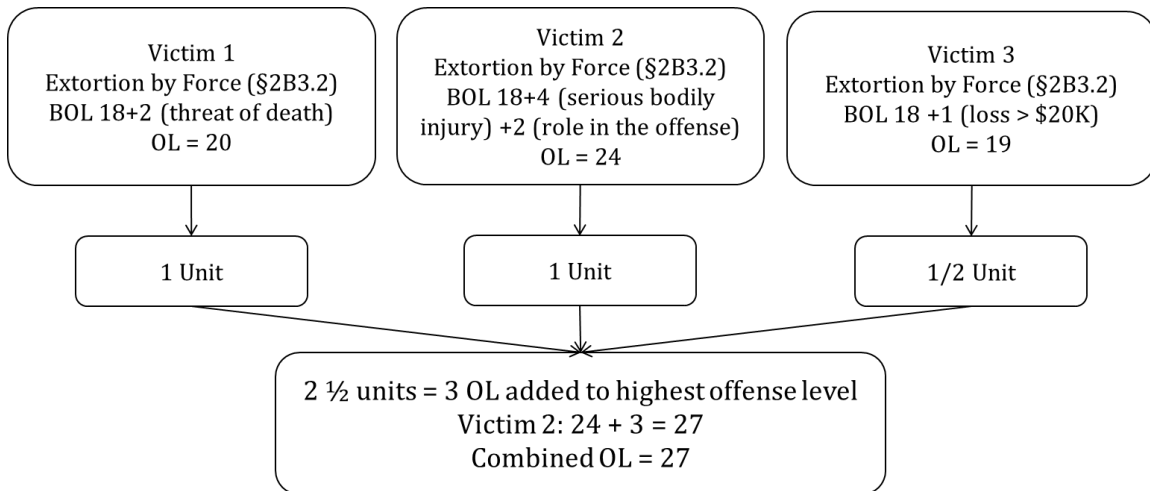 Victim 1
Extortion by Force (§2B3.2)
BOL 18+2 (threat of death)
OL = 20
Victim 2
Extortion by Force (§2B3.2)
BOL 18+4 (serious bodily
injury) +2 (role in the offense)
OL = 24
Victim 3
Extortion by Force (§2B3.2)
BOL 18 +1 (loss > $20K)
OL = 19
1 Unit
1 Unit
1/2 Unit
2 ½ units = 3 OL added to highest offense level
Victim 2: 24 + 3 = 27
Combined OL = 27